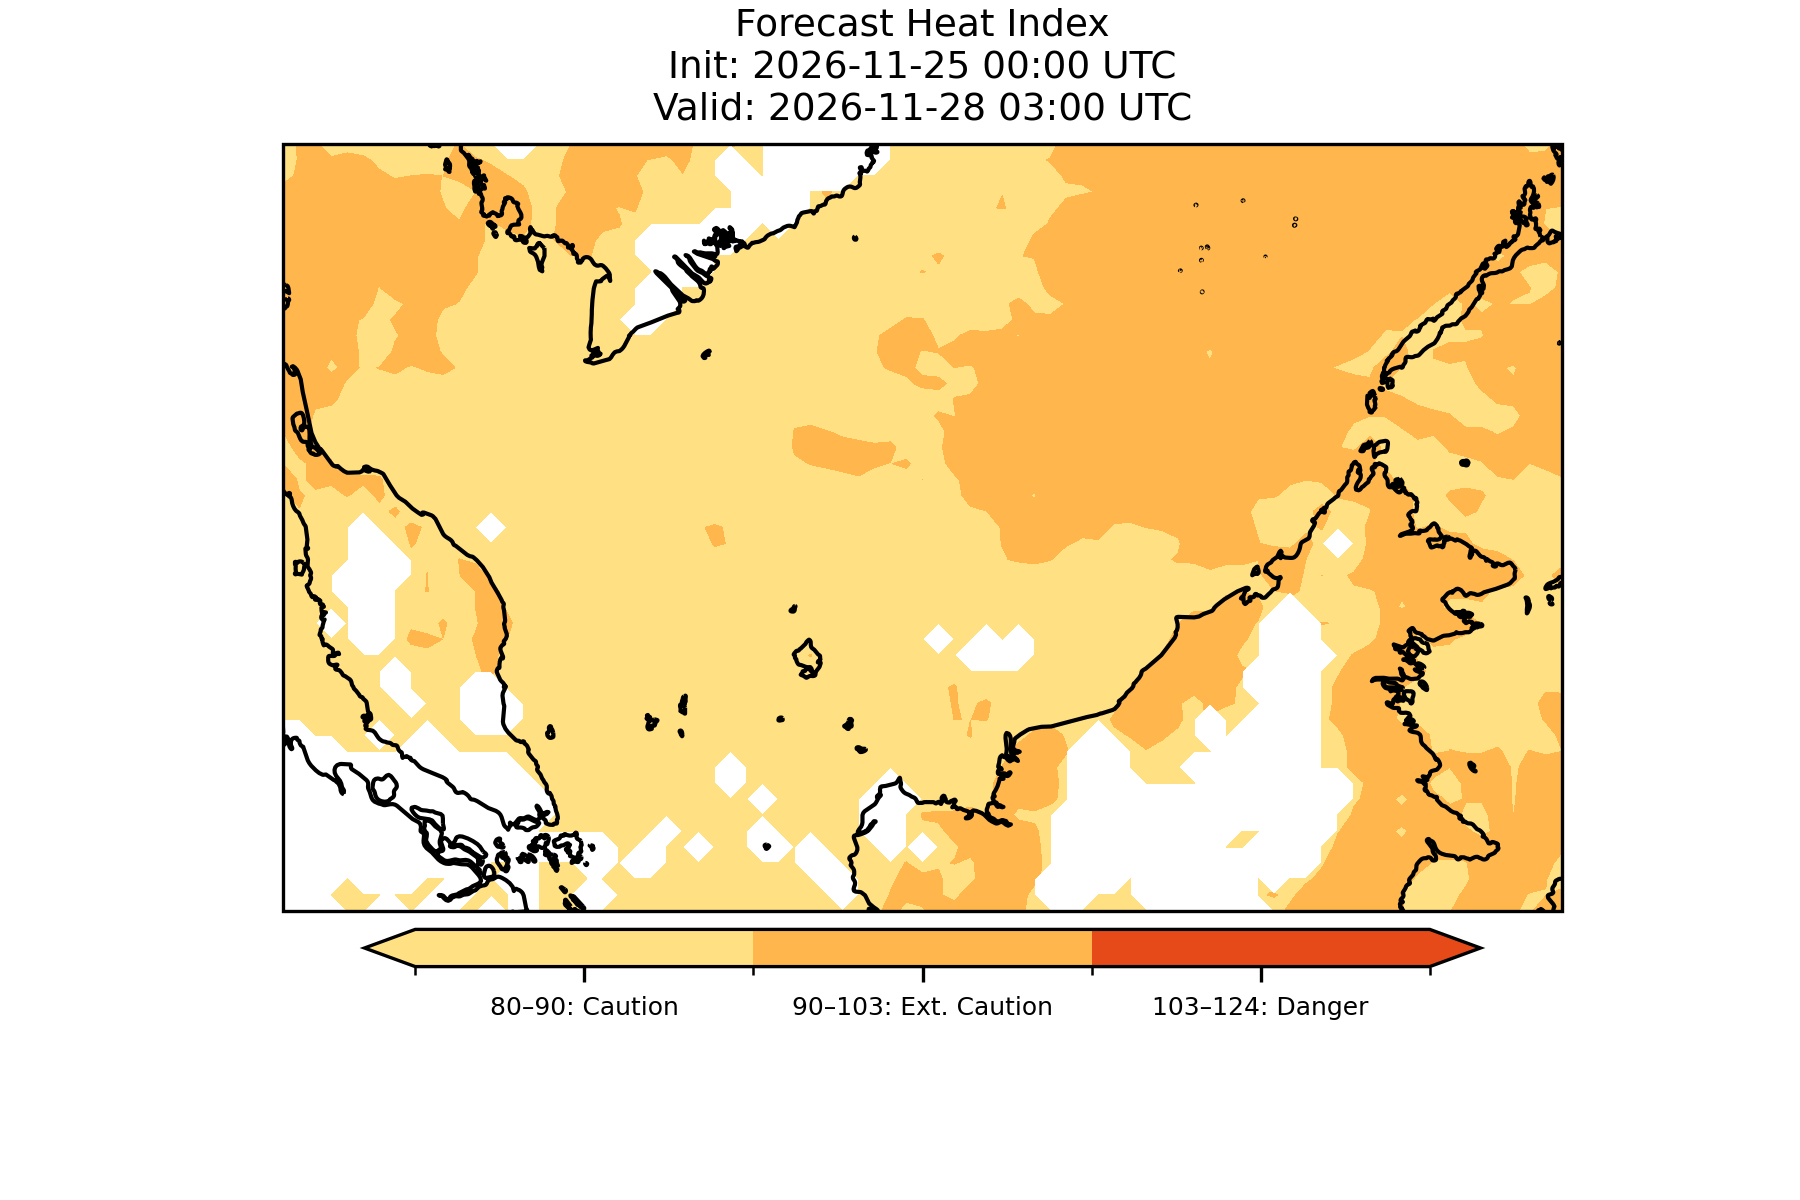 Forecast Heat Index
Init: 2026-11-25 00:00 UTC
Valid: 2026-11-28 03:00 UTC
80–90: Caution
90–103: Ext. Caution
103–124: Danger